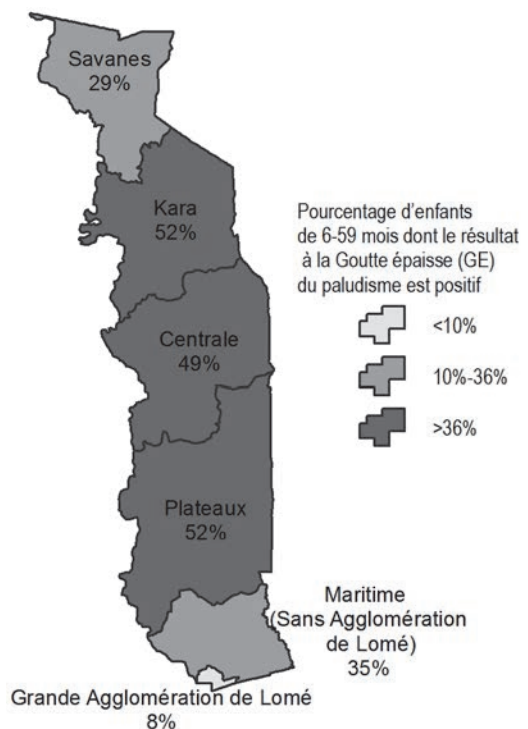 Savanes
29%
Kara
52%
Centrale
49%
Plateaux
52%
Maritime
(Sans Agglomération
de Lomé)
35%
Grande Agglomération de Lomé
8%
Pourcentage d’enfants
de 6-59 mois dont le résultat
à la Goutte épaisse (GE)
du paludisme est positif
<10%
10%-36%
>36%